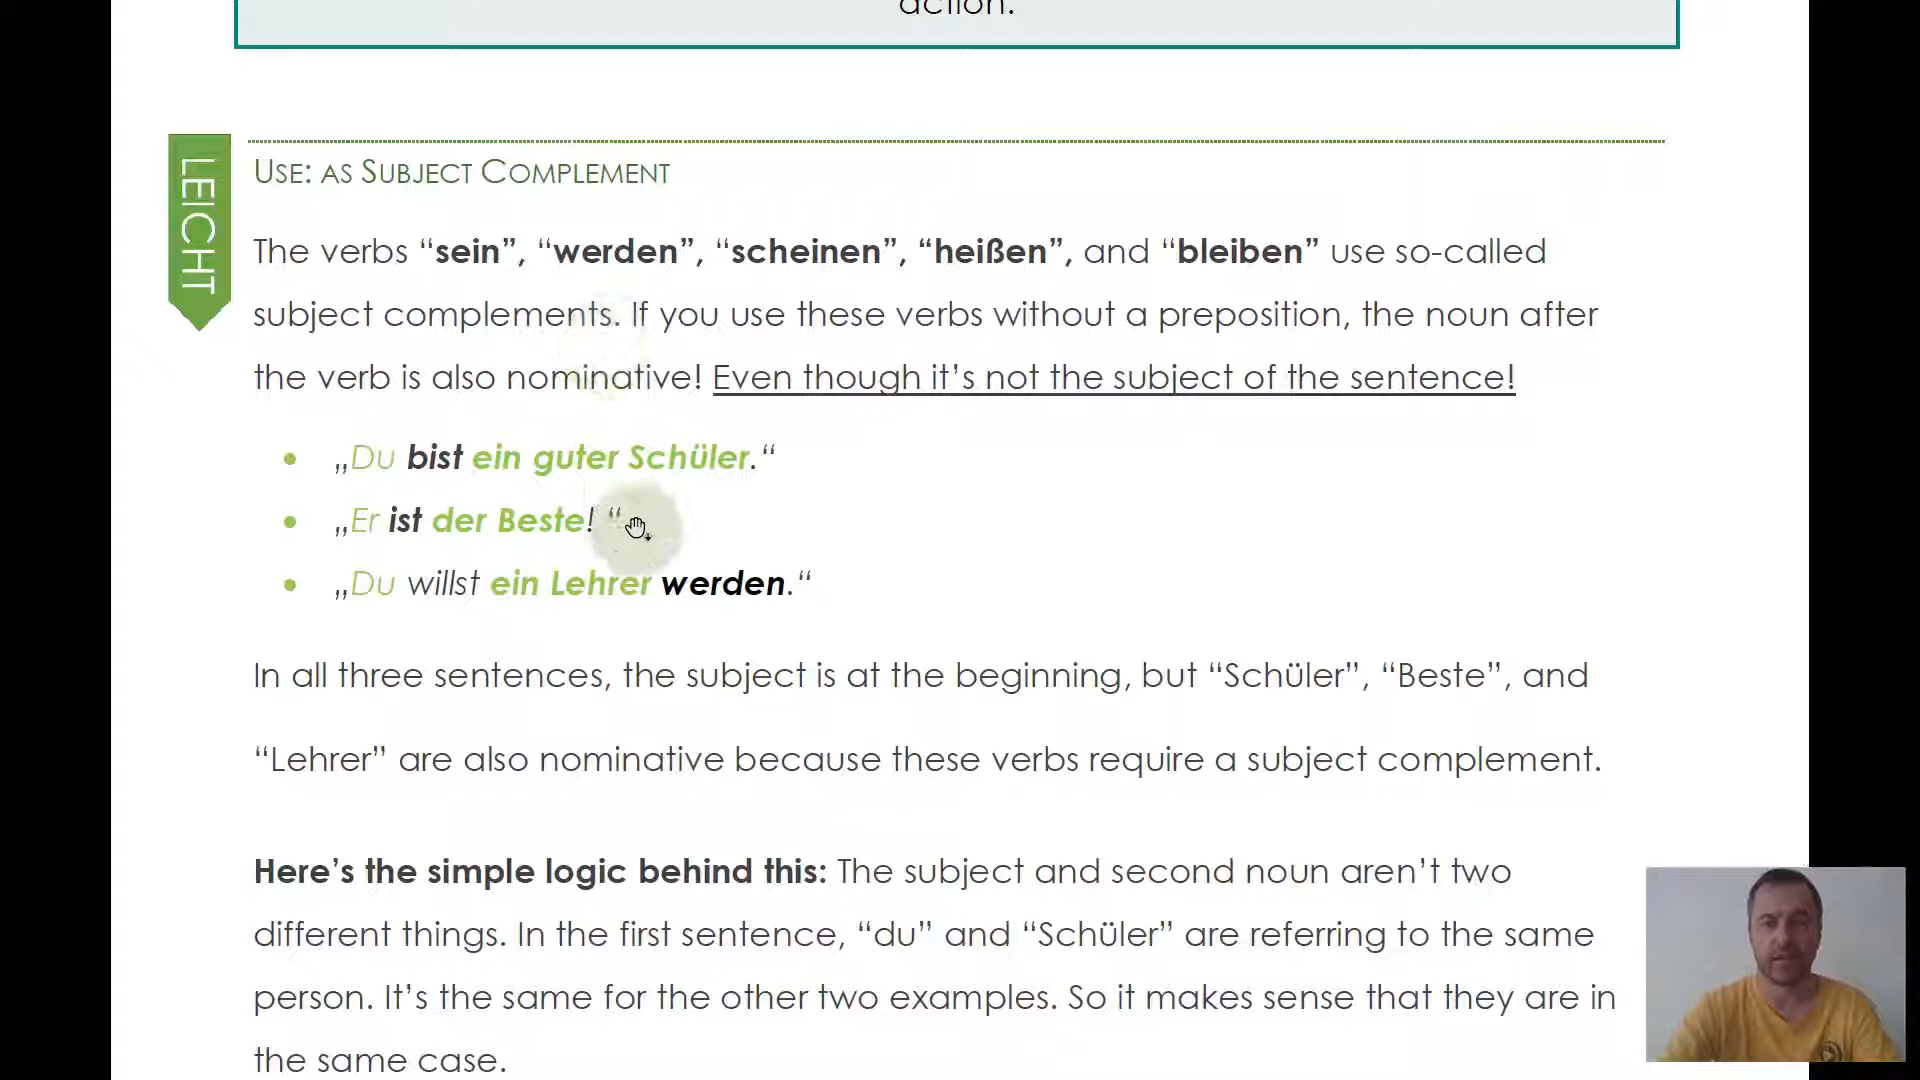 action.
LEICHT
USE: AS SUBJECT COMPLEMENT
The verbs “sein”, “werden”, “scheinen”, “heißen”, and “bleiben” use so-called
subject complements. If you use these verbs without a preposition, the noun after
the verb is also nominative! Even though it’s not the subject of the sentence!
• „Du bist ein guter Schüler.“
• „Er ist der Beste! “
• „Du willst ein Lehrer werden.“
In all three sentences, the subject is at the beginning, but “Schüler”, “Beste”, and
“Lehrer” are also nominative because these verbs require a subject complement.
Here’s the simple logic behind this: The subject and second noun aren’t two
different things. In the first sentence, “du” and “Schüler” are referring to the same
person. It’s the same for the other two examples. So it makes sense that they are in
the same case.